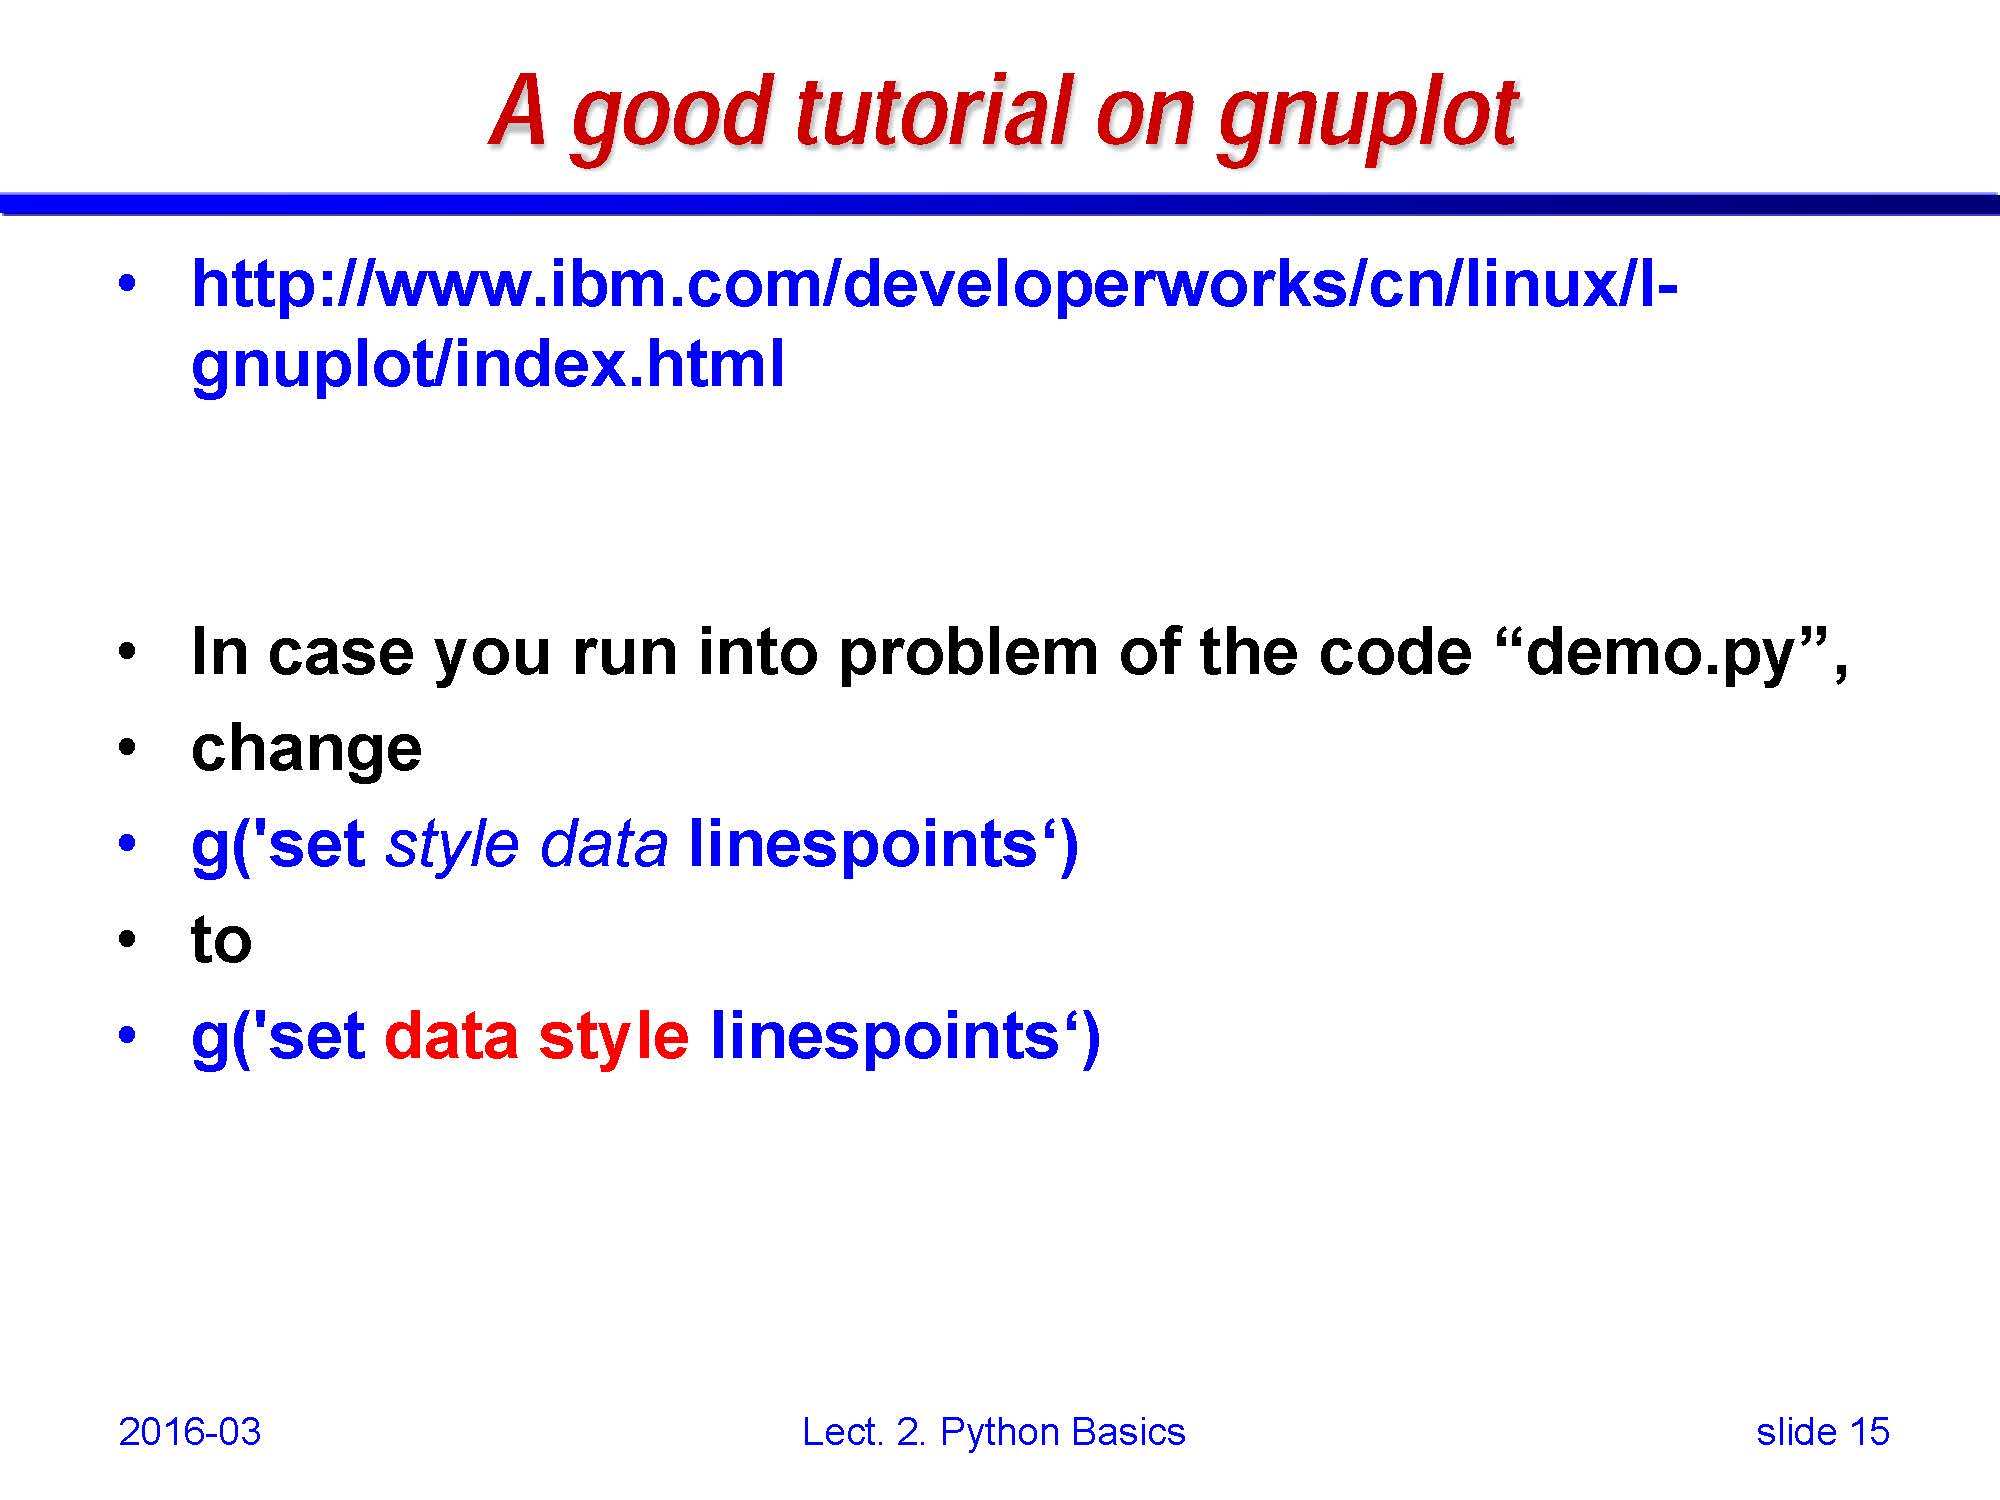 A good tutorial on gnuplot
• http://www.ibm.com/developerworks/cn/linux/l-
gnuplot/index.html
• In case you run into problem of the code “demo.py”,
• change
• g('set style data linespoints‘)
• to
• g('set data style linespoints‘)
2016-03 Lect. 2. Python Basics slide 15